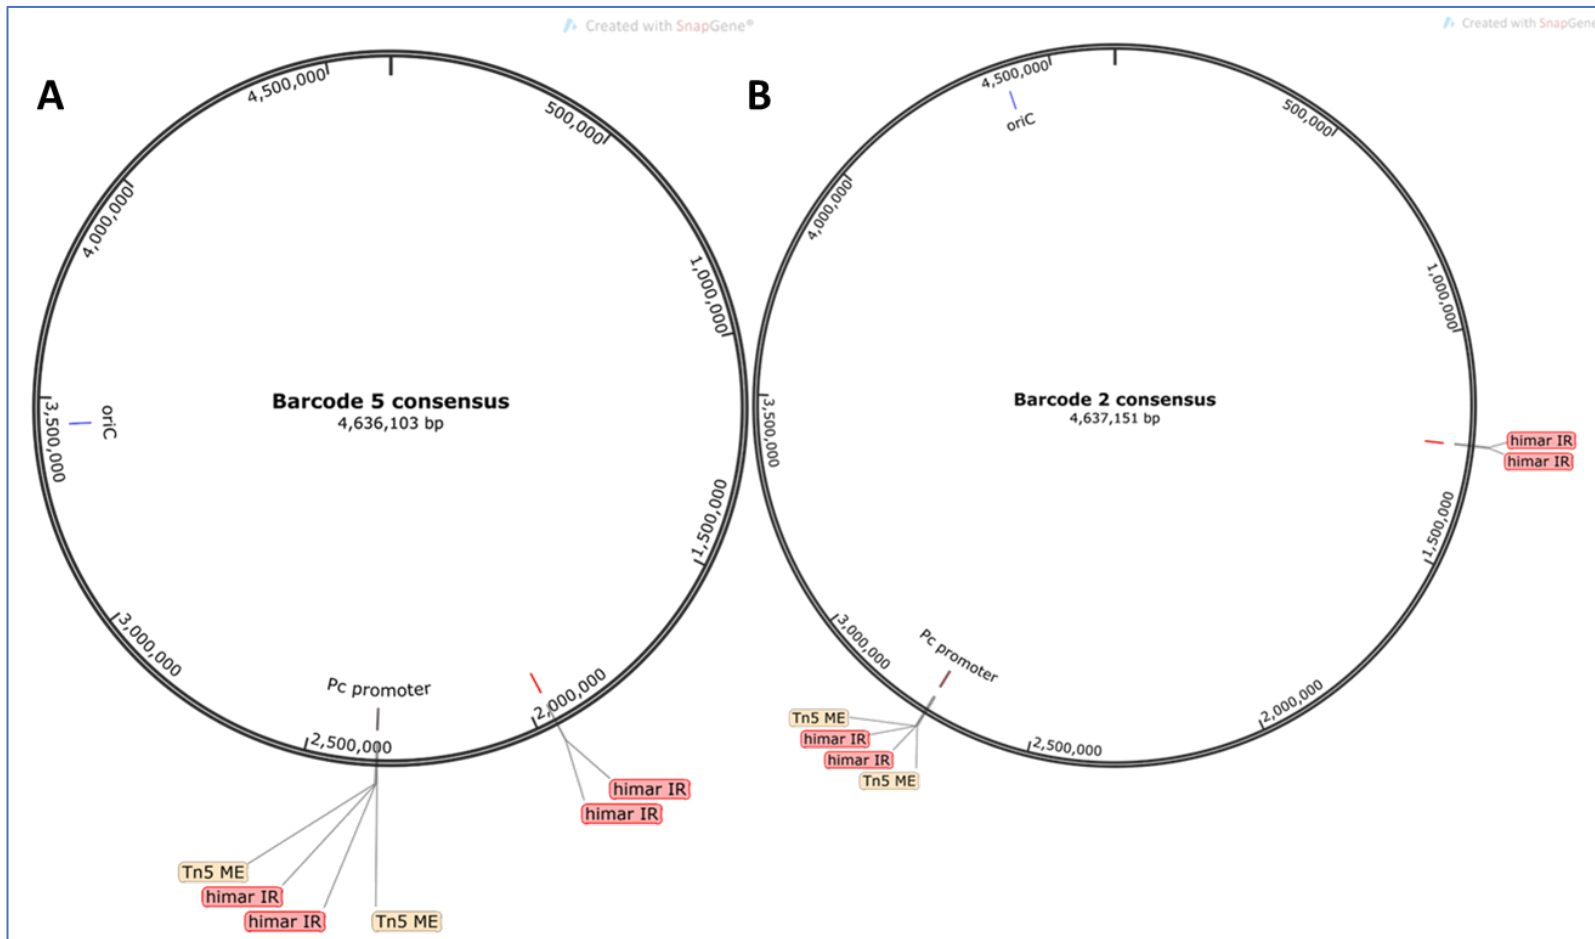 Created with SnapGene®
Created with SnapGene
A
4,500,000
500,000
4,000,000
1,000,000
oriC
3,500,000
Barcode 5 consensus
4,636,103 bp
1,500,000
3,000,000
Pc promoter
2,000,000
2,500,000
himar IR
himar IR
Tn5 ME
himar IR
himar IR
Tn5 ME
B
4,500,000
oriC
500,000
4,000,000
1,000,000
3,500,000
Barcode 2 consensus
4,637,151 bp
himar IR
himar IR
1,500,000
3,000,000
Pc promoter
2,000,000
2,500,000
Tn5 ME
himar IR
himar IR
Tn5 ME